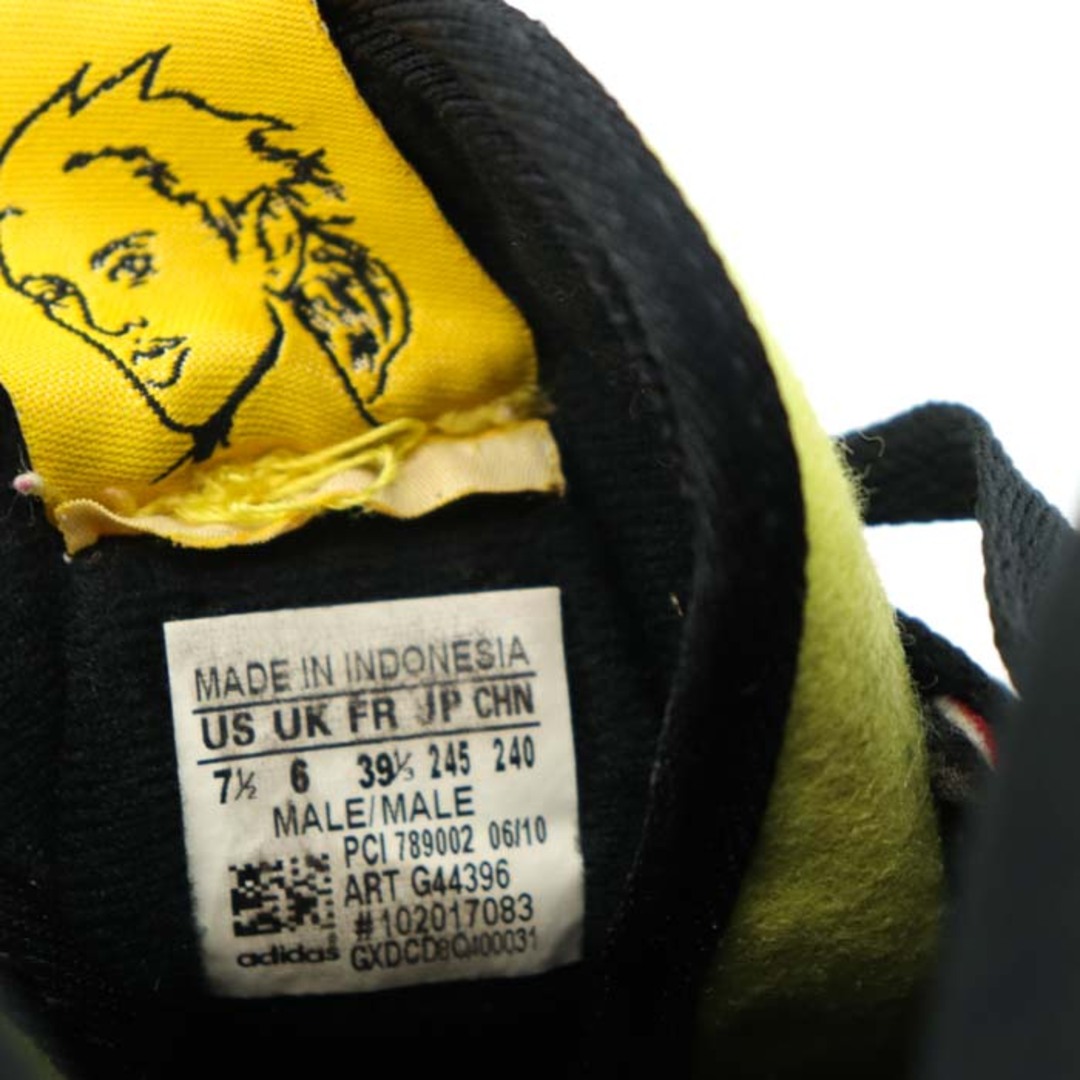 MADE IN INDONESIA
US UK FR JP CHN
7½ 6 39⅓ 245 240
MALE/MALE
PCI 789002 06/10
ART G44396
#102017083
adidas GXDCD8Q400031